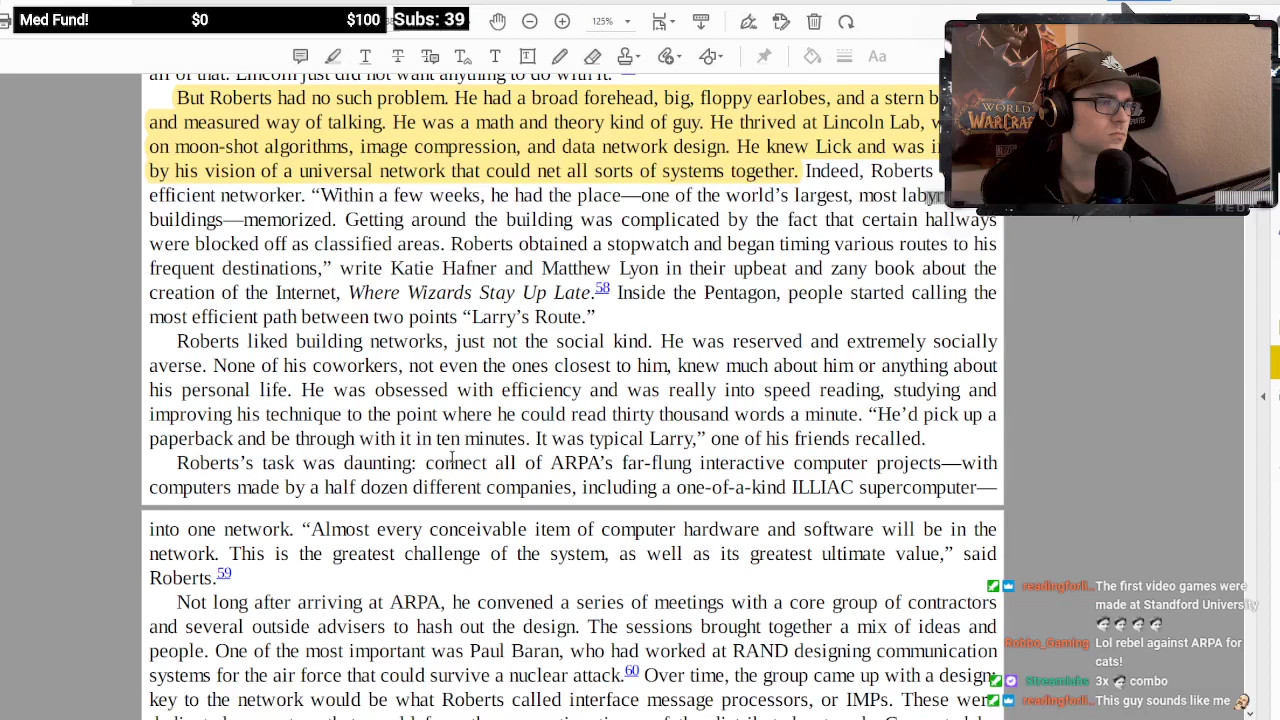 Med Fund! $0 $100 Subs: 39
125%
Aa
all of that. Lincoln just did not want anything to do with it.
But Roberts had no such problem. He had a broad forehead, big, floppy earlobes, and a stern
and measured way of talking. He was a math and theory kind of guy. He thrived at Lincoln Lab,
on moon-shot algorithms, image compression, and data network design. He knew Lick and was
by his vision of a universal network that could net all sorts of systems together. Indeed, Roberts
efficient networker. “Within a few weeks, he had the place—one of the world’s largest, most
buildings—memorized. Getting around the building was complicated by the fact that certain hallways
were blocked off as classified areas. Roberts obtained a stopwatch and began timing various routes to his
frequent destinations,” write Katie Hafner and Matthew Lyon in their upbeat and zany book about the
creation of the Internet, Where Wizards Stay Up Late.58 Inside the Pentagon, people started calling the
most efficient path between two points “Larry’s Route.”
Roberts liked building networks, just not the social kind. He was reserved and extremely socially
averse. None of his coworkers, not even the ones closest to him, knew much about him or anything about
his personal life. He was obsessed with efficiency and was really into speed reading, studying and
improving his technique to the point where he could read thirty thousand words a minute. “He’d pick up a
paperback and be through with it in ten minutes. It was typical Larry,” one of his friends recalled.
Roberts’s task was daunting: connect all of ARPA’s far-flung interactive computer projects—with
computers made by a half dozen different companies, including a one-of-a-kind ILLIAC supercomputer—
into one network. “Almost every conceivable item of computer hardware and software will be in the
network. This is the greatest challenge of the system, as well as its greatest ultimate value,” said
Roberts.59
Not long after arriving at ARPA, he convened a series of meetings with a core group of contractors
and several outside advisers to hash out the design. The sessions brought together a mix of ideas and
people. One of the most important was Paul Baran, who had worked at RAND designing communication
systems for the air force that could survive a nuclear attack.60 Over time, the group came up with a design
key to the network would be what Roberts called interface message processors, or IMPs. These were
WORLD
WARCRAFT
RED
readingforli.. The first video games were
made at Standford University
Robbo_Gaming Lol rebel against ARPA for
cats!
Streamlabs 3x combo
readingforli.. This guy sounds like me